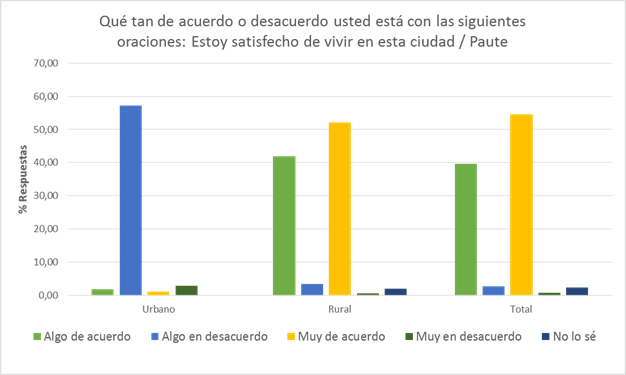 Qué tan de acuerdo o desacuerdo usted está con las siguientes
oraciones: Estoy satisfecho de vivir en esta ciudad / Paute
70,00
60,00
50,00
40,00
30,00
20,00
10,00
0,00
% Respuestas
Urbano Rural Total
Algo de acuerdo Algo en desacuerdo Muy de acuerdo Muy en desacuerdo No lo sé